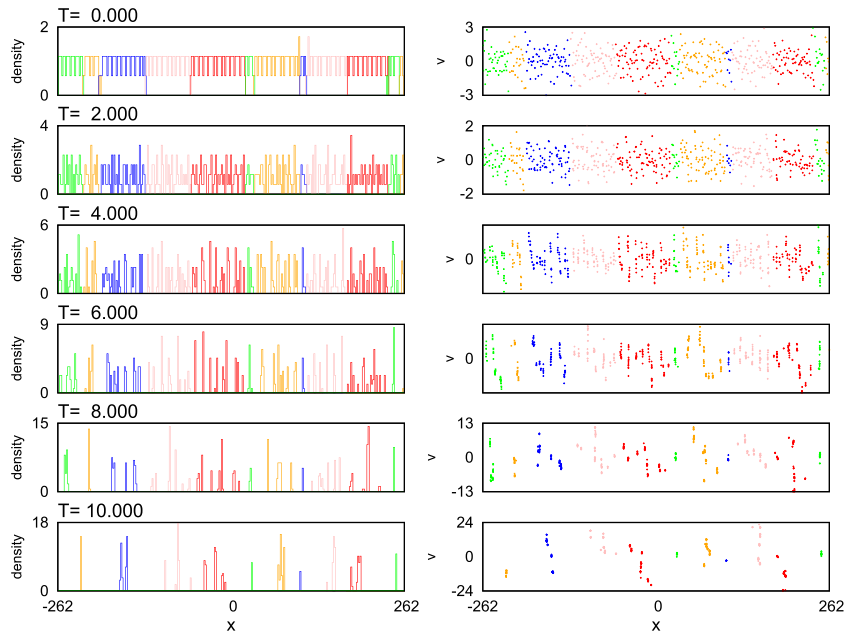 T= 0.000
2
density
0
3
v
0
-3
T= 2.000
4
density
0
2
v
0
-2
T= 4.000
6
density
0
v
0
T= 6.000
9
density
0
v
0
T= 8.000
15
density
0
13
v
0
-13
T= 10.000
18
density
0
24
v
0
-24
-262
0
262
x
-262
0
262
x